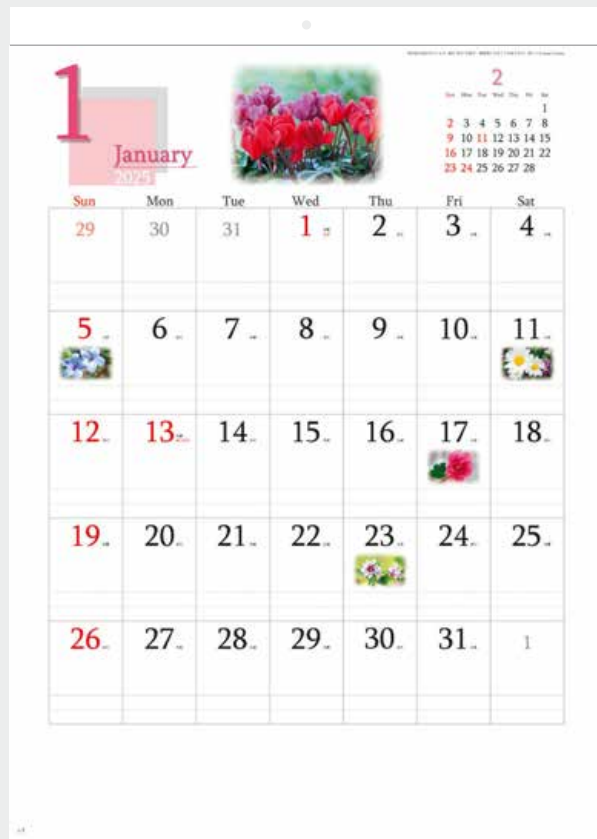 1
January
2025
2
Sun Mon Tue Wed Thu Fri Sat
1
2 3 4 5 6 7 8
9 10 11 12 13 14 15
16 17 18 19 20 21 22
23 24 25 26 27 28
Sun Mon Tue Wed Thu Fri Sat
29 30 31 1 2 3 4
5 6 7 8 9 10 11
12 13 14 15 16 17 18
19 20 21 22 23 24 25
26 27 28 29 30 31 1